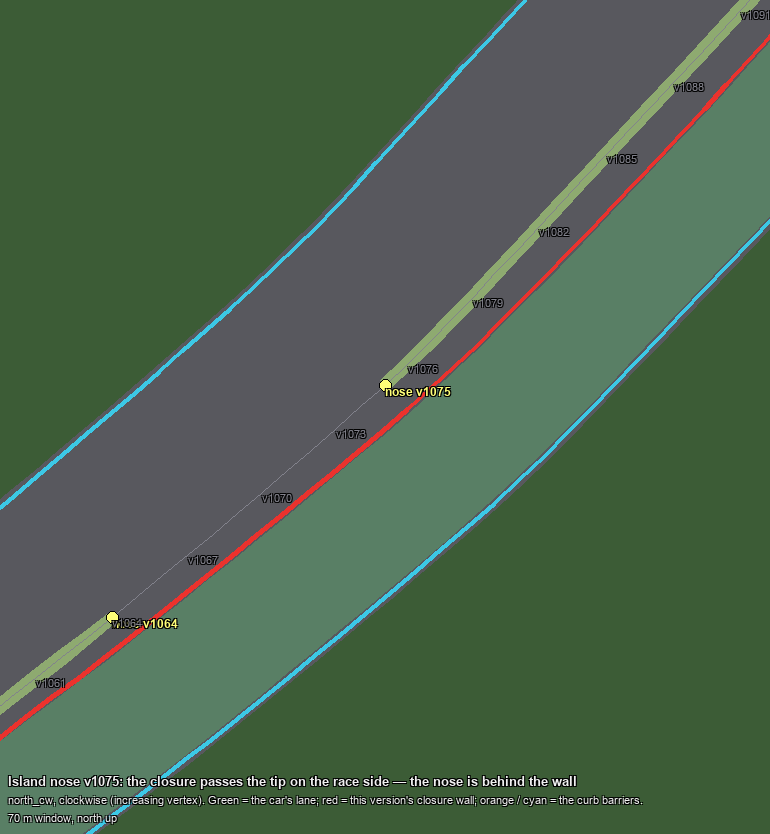 v1091
v1088
v1085
v1082
v1079
v1076
nose v1075
v1073
v1070
v1067
v1064
v1061
Island nose v1075: the closure passes the tip on the race side — the nose is behind the wall
north_cw, clockwise (increasing vertex). Green = the car's lane; red = this version's closure wall; orange / cyan = the curb barriers.
70 m window, north up